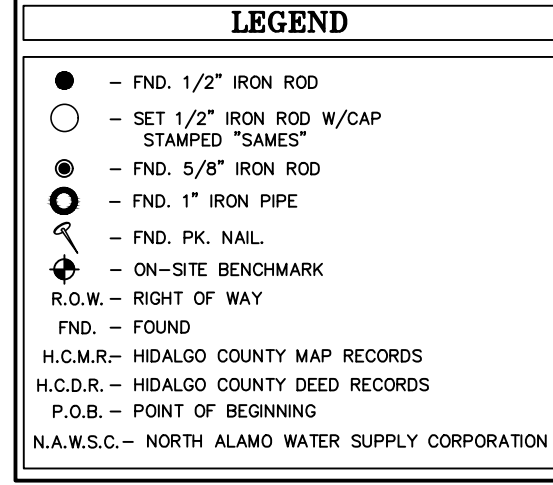 LEGEND
– FND. 1/2" IRON ROD
– SET 1/2" IRON ROD W/CAP
STAMPED "SAMES"
– FND. 5/8" IRON ROD
– FND. 1" IRON PIPE
– FND. PK. NAIL.
– ON-SITE BENCHMARK
R.O.W. – RIGHT OF WAY
FND. – FOUND
H.C.M.R.– HIDALGO COUNTY MAP RECORDS
H.C.D.R. – HIDALGO COUNTY DEED RECORDS
P.O.B. – POINT OF BEGINNING
N.A.W.S.C.– NORTH ALAMO WATER SUPPLY CORPORATION